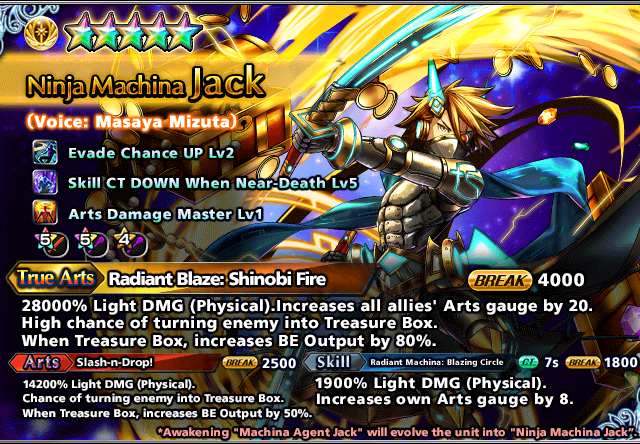 Ninja Machina Jack
(Voice: Masaya Mizuta)
Evade Chance UP Lv2
Skill CT DOWN When Near-Death Lv5
Arts Damage Master Lv1
5 5 4
True Arts Radiant Blaze: Shinobi Fire BREAK 4000
28000% Light DMG (Physical).Increases all allies' Arts gauge by 20.
High chance of turning enemy into Treasure Box.
When Treasure Box, increases BE Output by 80%.
Arts Slash-n-Drop! BREAK 2500
14200% Light DMG (Physical).
Chance of turning enemy into Treasure Box.
When Treasure Box, increases BE Output by 50%.
Skill Radiant Machina: Blazing Circle CT 7s BREAK 1800
1900% Light DMG (Physical).
Increases own Arts gauge by 8.
*Awakening "Machina Agent Jack" will evolve the unit into "Ninja Machina Jack".